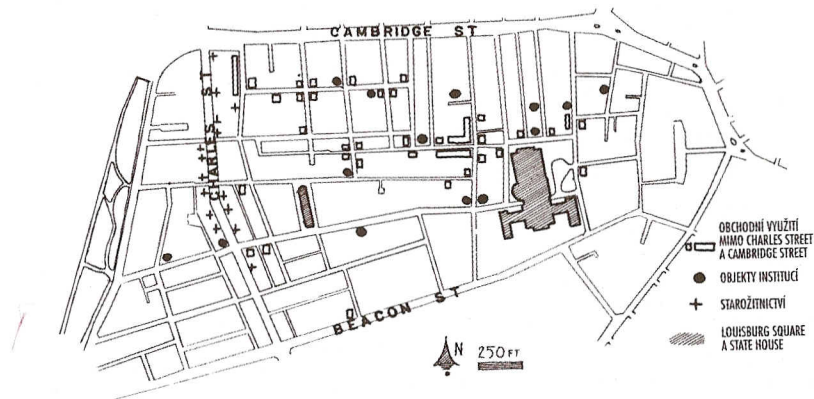 CAMBRIDGE ST
CHARLES ST
BEACON ST
N
250 FT
OBCHODNÍ VYUŽITÍ
MIMO CHARLES STREET
A CAMBRIDGE STREET
OBJEKTY INSTITUCÍ
STAROŽITNICTVÍ
LOUISBURG SQUARE
A STATE HOUSE